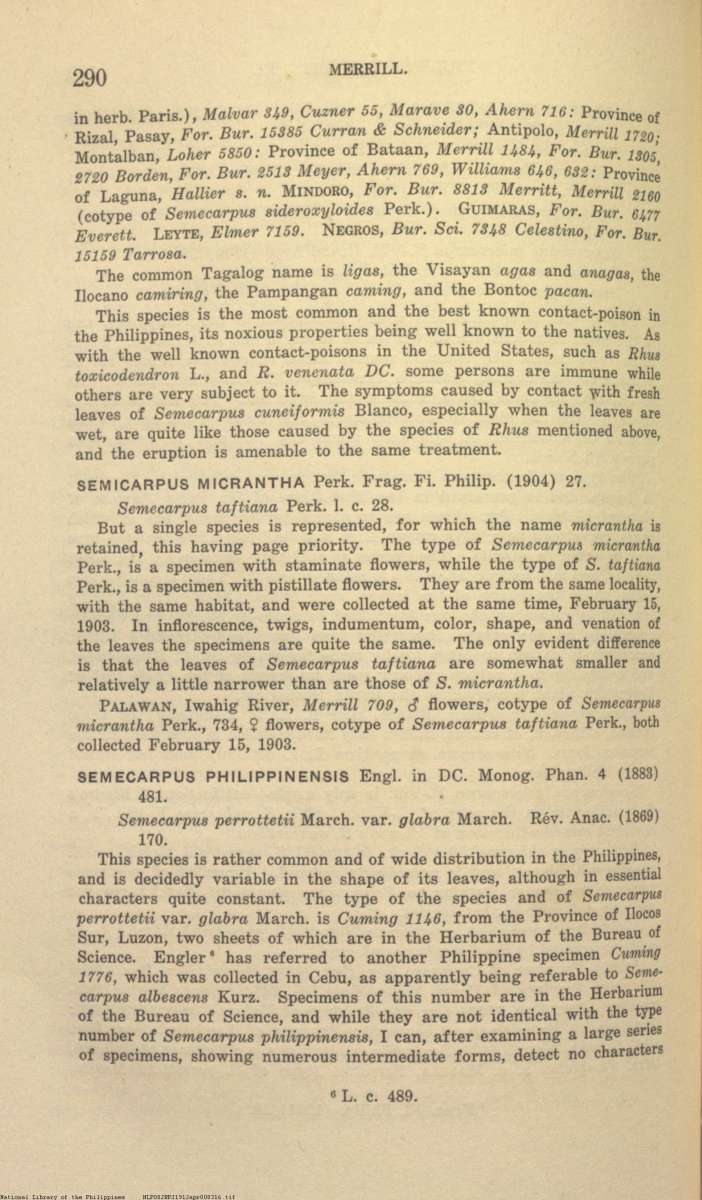 290
MERRILL.
in herb. Paris.), Malvar 349, Cuzner 55, Marave 30, Ahern 716: Province of
Rizal, Pasay, For. Bur. 15385 Curran & Schneider; Antipolo, Merrill 1720;
Montalban, Loher 5850: Province of Bataan, Merrill 1484, For. Bur. 1305,
2720 Borden, For. Bur. 2513 Meyer, Ahern 769, Williams 646, 632: Province
of Laguna, Hallier s. n. MINDORO, For. Bur. 8813 Merritt, Merrill 2160
(cotype of Semecarpus sideroxyloides Perk.). GUIMARAS, For. Bur. 6477
Everett. LEYTE, Elmer 7159. NEGROS, Bur. Sci. 7348 Celestino, For. Bur.
15159 Tarrosa.
The common Tagalog name is ligas, the Visayan agas and anagas, the
Ilocano camiring, the Pampangan caming, and the Bontoc pacan.
This species is the most common and the best known contact-poison in
the Philippines, its noxious properties being well known to the natives. As
with the well known contact-poisons in the United States, such as Rhus
toxicodendron L., and R. venenata DC. some persons are immune while
others are very subject to it. The symptoms caused by contact with fresh
leaves of Semecarpus cuneiformis Blanco, especially when the leaves are
wet, are quite like those caused by the species of Rhus mentioned above,
and the eruption is amenable to the same treatment.
SEMICARPUS MICRANTHA Perk. Frag. Fi. Philip. (1904) 27.
Semecarpus taftiana Perk. l. c. 28.
But a single species is represented, for which the name micrantha is
retained, this having page priority. The type of Semecarpus micrantha
Perk., is a specimen with staminate flowers, while the type of S. taftiana
Perk., is a specimen with pistillate flowers. They are from the same locality,
with the same habitat, and were collected at the same time, February 15,
1903. In inflorescence, twigs, indumentum, color, shape, and venation of
the leaves the specimens are quite the same. The only evident difference
is that the leaves of Semecarpus taftiana are somewhat smaller and
relatively a little narrower than are those of S. micrantha.
PALAWAN, Iwahig River, Merrill 709, ♂ flowers, cotype of Semecarpus
micrantha Perk., 734, ♀ flowers, cotype of Semecarpus taftiana Perk., both
collected February 15, 1903.
SEMECARPUS PHILIPPINENSIS Engl. in DC. Monog. Phan. 4 (1883)
481.
Semecarpus perrottetii March. var. glabra March. Rév. Anac. (1869)
170.
This species is rather common and of wide distribution in the Philippines,
and is decidedly variable in the shape of its leaves, although in essential
characters quite constant. The type of the species and of Semecarpus
perrottetii var. glabra March. is Cuming 1146, from the Province of Ilocos
Sur, Luzon, two sheets of which are in the Herbarium of the Bureau of
Science. Engler⁶ has referred to another Philippine specimen Cuming
1776, which was collected in Cebu, as apparently being referable to Seme-
carpus albescens Kurz. Specimens of this number are in the Herbarium
of the Bureau of Science, and while they are not identical with the type
number of Semecarpus philippinensis, I can, after examining a large series
of specimens, showing numerous intermediate forms, detect no characters
⁶ L. c. 489.
National Library of the Philippines NLP00JRPJ1913apr000316.tif